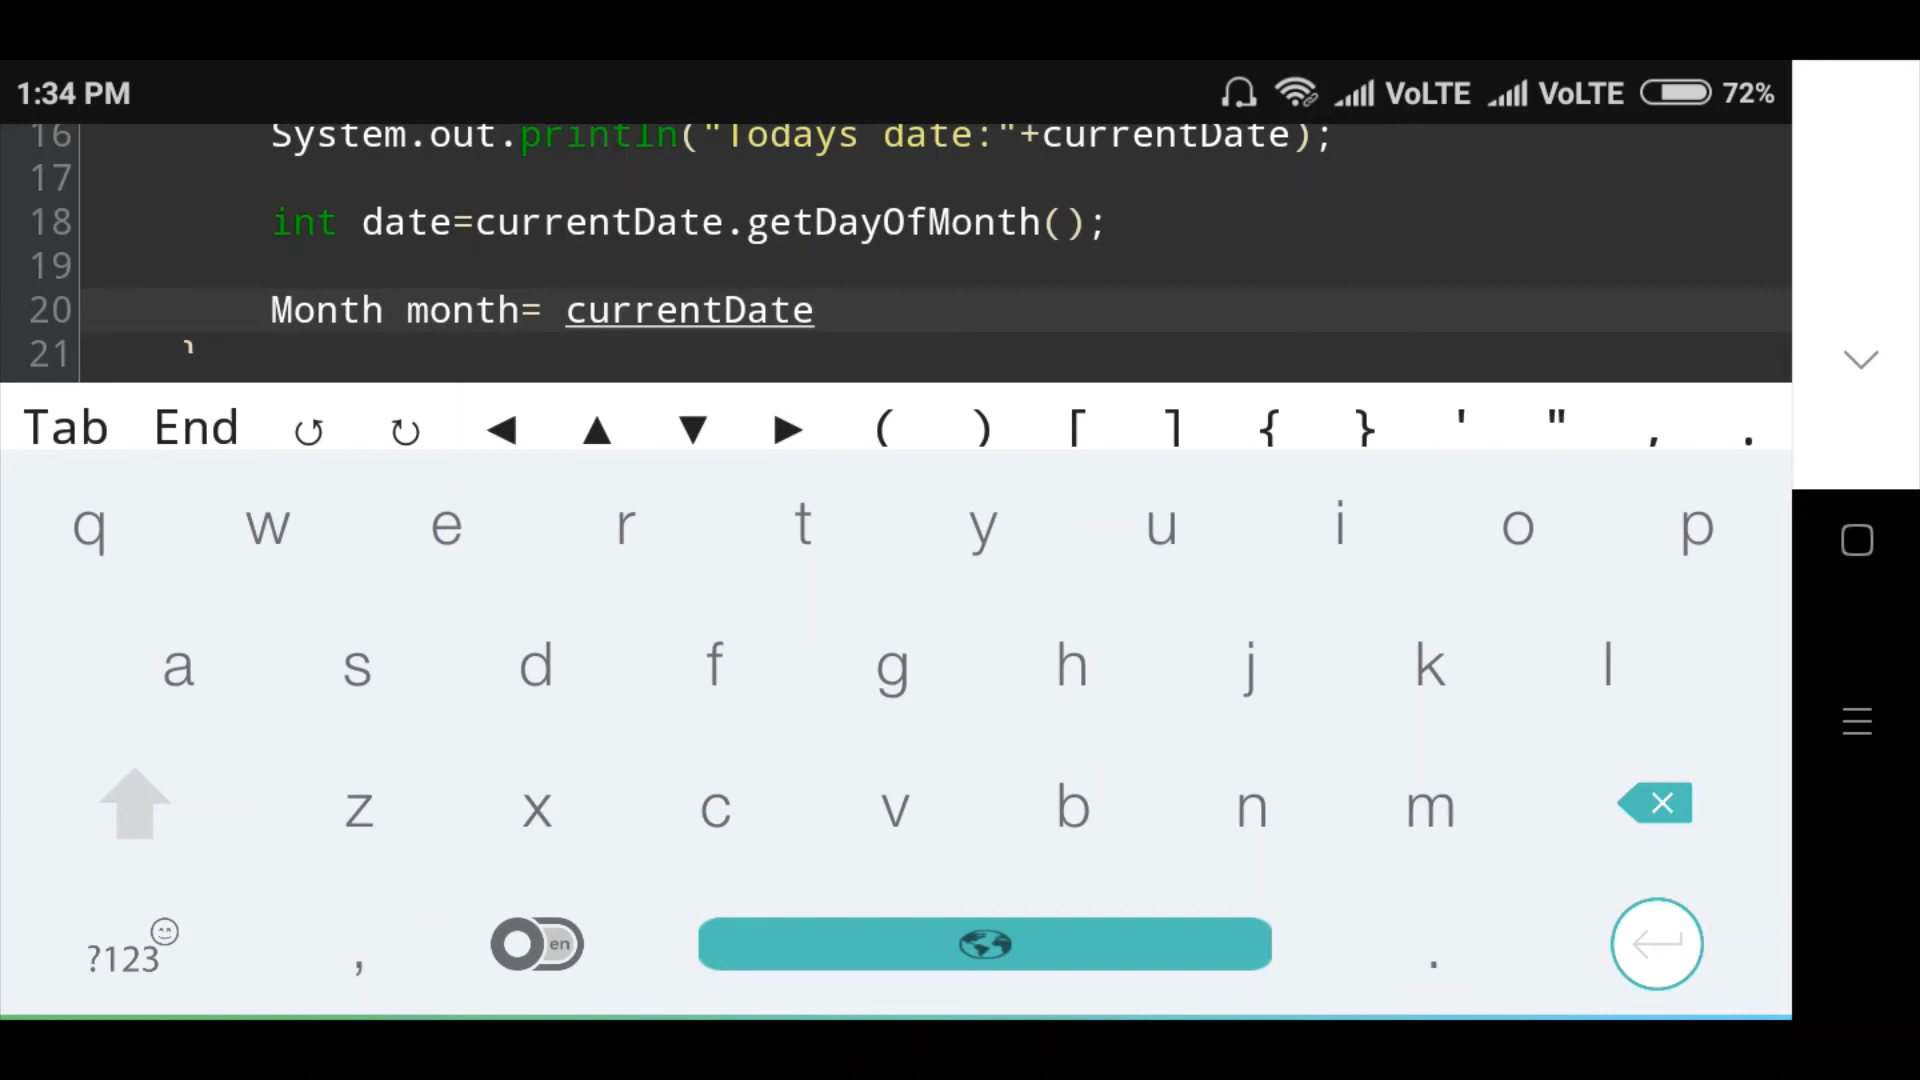 1:34 PM VoLTE VoLTE 72%
16 System.out.println("Todays date:"+currentDate);
17
18 int date=currentDate.getDayOfMonth();
19
20 Month month= currentDate
21 }
Tab End ↺ ↻ ◀ ▲ ▼ ▶ ( ) [ ] { } ' " , .
q w e r t y u i o p
a s d f g h j k l
z x c v b n m
?123 , en .